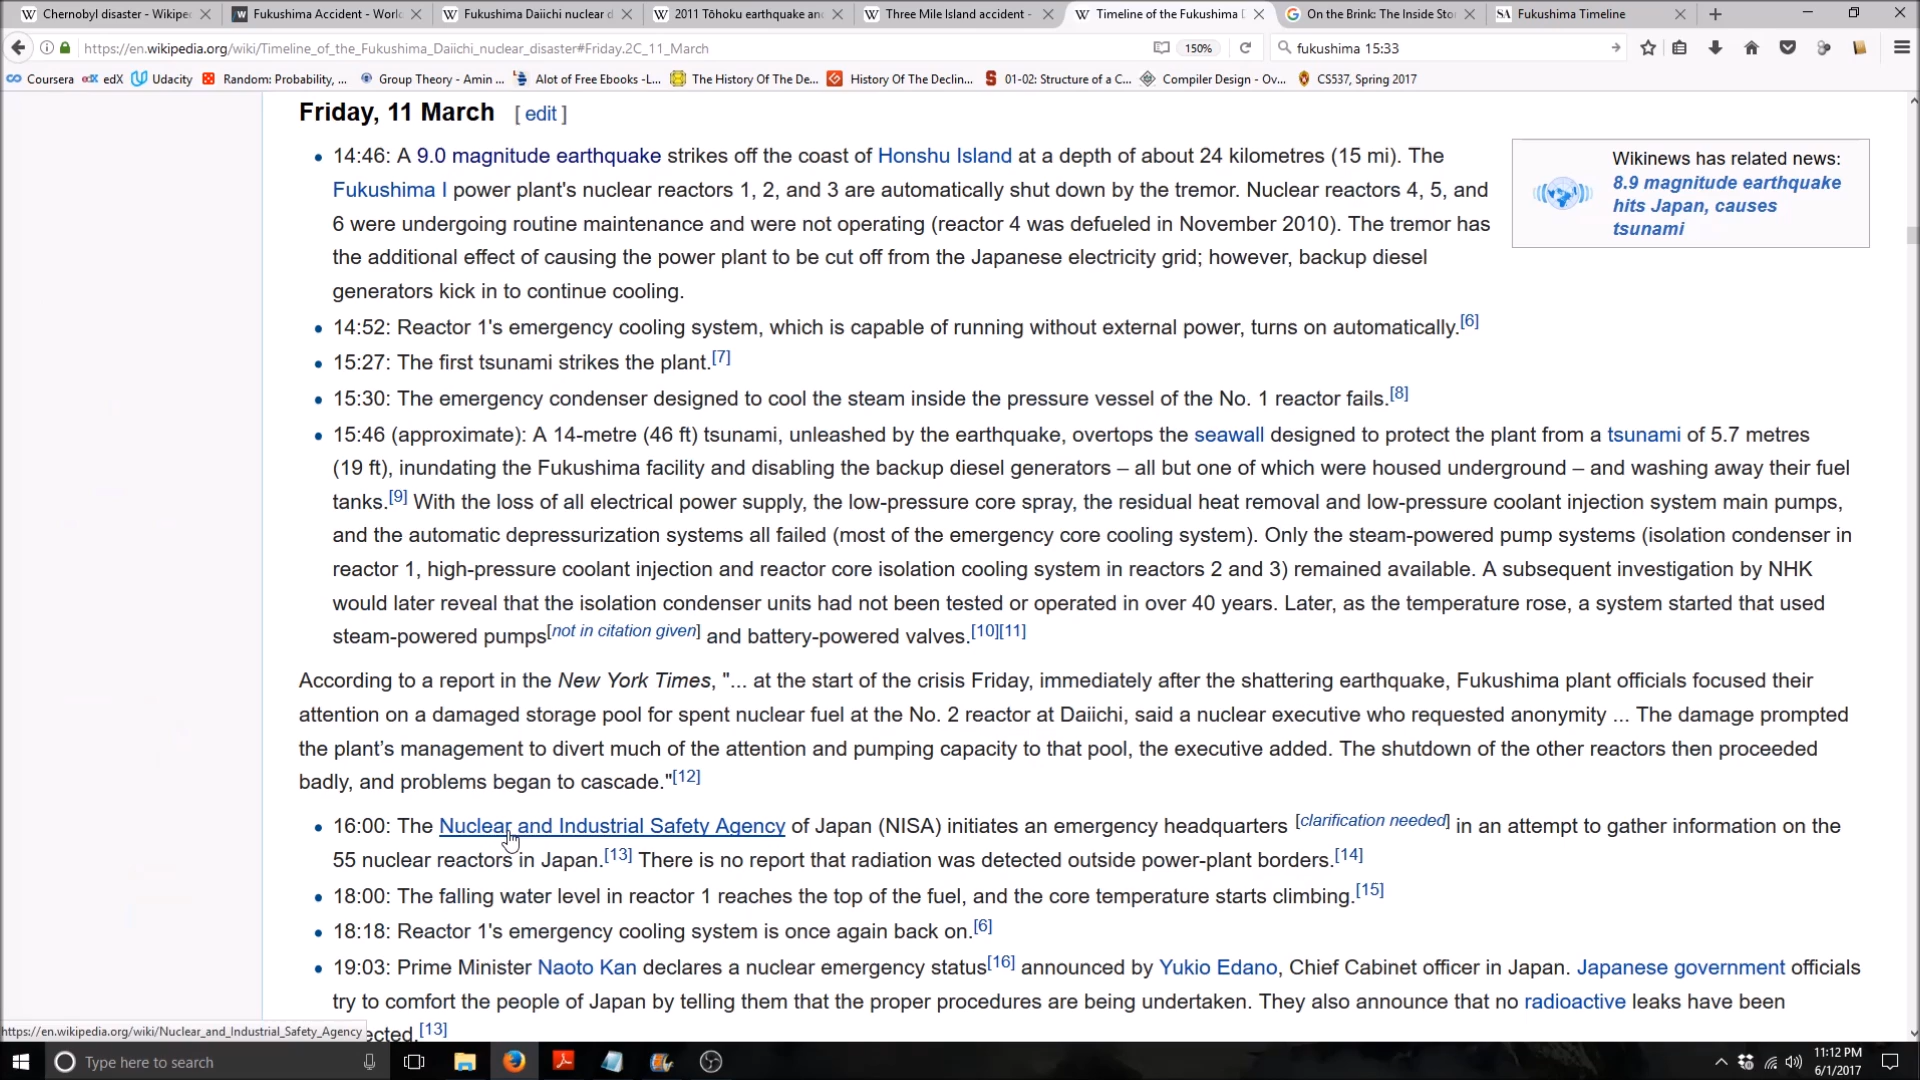 Chernobyl disaster - Wikipe
Fukushima Accident - Worl
Fukushima Daiichi nuclear d
2011 Tōhoku earthquake an
Three Mile Island accident -
Timeline of the Fukushima D
On the Brink: The Inside Sto
SA Fukushima Timeline
https://en.wikipedia.org/wiki/Timeline_of_the_Fukushima_Daiichi_nuclear_disaster#Friday.2C_11_March
150%
fukushima 15:33
Coursera
edX edX
Udacity
Random: Probability, ...
Group Theory - Amin ...
Alot of Free Ebooks -L...
The History Of The De...
History Of The Declin...
01-02: Structure of a C...
Compiler Design - Ov...
CS537, Spring 2017
Friday, 11 March [ edit ]
14:46: A 9.0 magnitude earthquake strikes off the coast of Honshu Island at a depth of about 24 kilometres (15 mi). The
Fukushima I power plant's nuclear reactors 1, 2, and 3 are automatically shut down by the tremor. Nuclear reactors 4, 5, and
6 were undergoing routine maintenance and were not operating (reactor 4 was defueled in November 2010). The tremor has
the additional effect of causing the power plant to be cut off from the Japanese electricity grid; however, backup diesel
generators kick in to continue cooling.
Wikinews has related news:
8.9 magnitude earthquake
hits Japan, causes
tsunami
14:52: Reactor 1's emergency cooling system, which is capable of running without external power, turns on automatically.[6]
15:27: The first tsunami strikes the plant.[7]
15:30: The emergency condenser designed to cool the steam inside the pressure vessel of the No. 1 reactor fails.[8]
15:46 (approximate): A 14-metre (46 ft) tsunami, unleashed by the earthquake, overtops the seawall designed to protect the plant from a tsunami of 5.7 metres
(19 ft), inundating the Fukushima facility and disabling the backup diesel generators – all but one of which were housed underground – and washing away their fuel
tanks.[9] With the loss of all electrical power supply, the low-pressure core spray, the residual heat removal and low-pressure coolant injection system main pumps,
and the automatic depressurization systems all failed (most of the emergency core cooling system). Only the steam-powered pump systems (isolation condenser in
reactor 1, high-pressure coolant injection and reactor core isolation cooling system in reactors 2 and 3) remained available. A subsequent investigation by NHK
would later reveal that the isolation condenser units had not been tested or operated in over 40 years. Later, as the temperature rose, a system started that used
steam-powered pumps[not in citation given] and battery-powered valves.[10][11]
According to a report in the New York Times, "... at the start of the crisis Friday, immediately after the shattering earthquake, Fukushima plant officials focused their
attention on a damaged storage pool for spent nuclear fuel at the No. 2 reactor at Daiichi, said a nuclear executive who requested anonymity ... The damage prompted
the plant's management to divert much of the attention and pumping capacity to that pool, the executive added. The shutdown of the other reactors then proceeded
badly, and problems began to cascade."[12]
16:00: The Nuclear and Industrial Safety Agency of Japan (NISA) initiates an emergency headquarters [clarification needed] in an attempt to gather information on the
55 nuclear reactors in Japan.[13] There is no report that radiation was detected outside power-plant borders.[14]
18:00: The falling water level in reactor 1 reaches the top of the fuel, and the core temperature starts climbing.[15]
18:18: Reactor 1's emergency cooling system is once again back on.[6]
19:03: Prime Minister Naoto Kan declares a nuclear emergency status[16] announced by Yukio Edano, Chief Cabinet officer in Japan. Japanese government officials
try to comfort the people of Japan by telling them that the proper procedures are being undertaken. They also announce that no radioactive leaks have been
ected.[13]
https://en.wikipedia.org/wiki/Nuclear_and_Industrial_Safety_Agency
Type here to search
11:12 PM
6/1/2017